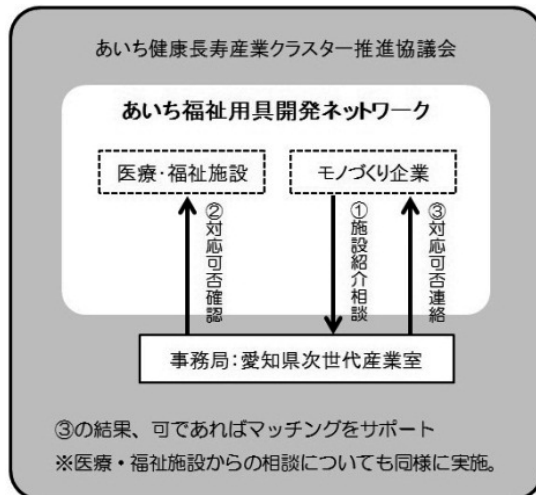 あいち健康長寿産業クラスター推進協議会
あいち福祉用具開発ネットワーク
医療・福祉施設
モノづくり企業
②対応可否確認
①施設紹介相談
③対応可否連絡
事務局：愛知県次世代産業室
③の結果、可であればマッチングをサポート
※医療・福祉施設からの相談についても同様に実施。